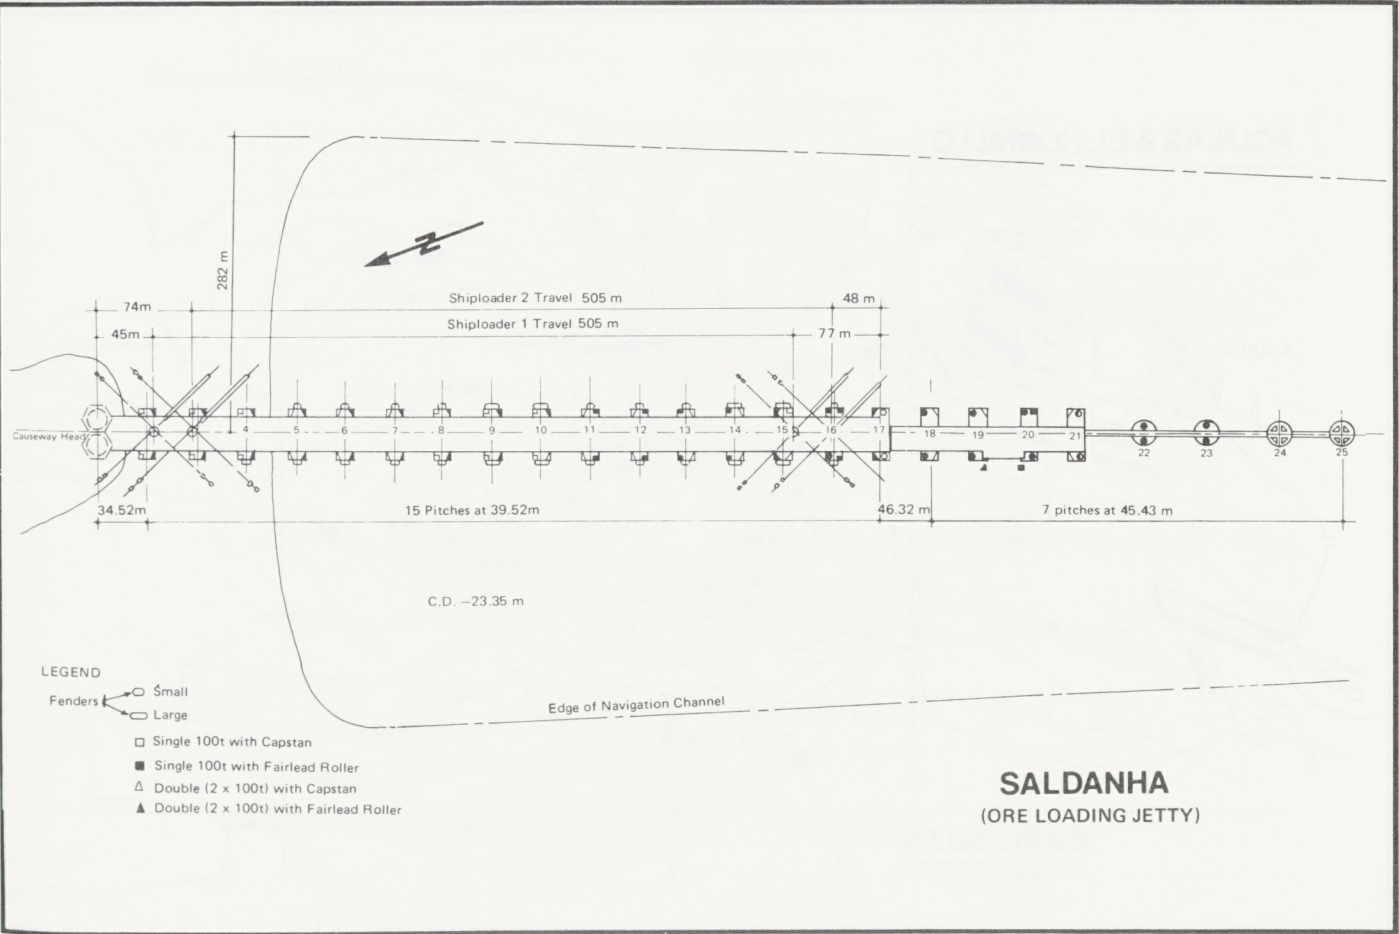 282 m
Z
74m
Shiploader 2 Travel 505 m
48 m
45m
Shiploader 1 Travel 505 m
77 m
Causeway Head
4 5 6 7 8 9 10 11 12 13 14 15 16 17 18 19 20 21 22 23 24 25
34.52m
15 Pitches at 39.52m
46.32 m
7 pitches at 45.43 m
C.D. −23.35 m
Edge of Navigation Channel
LEGEND
Fenders
Small
Large
Single 100t with Capstan
Single 100t with Fairlead Roller
Double (2 x 100t) with Capstan
Double (2 x 100t) with Fairlead Roller
SALDANHA
(ORE LOADING JETTY)